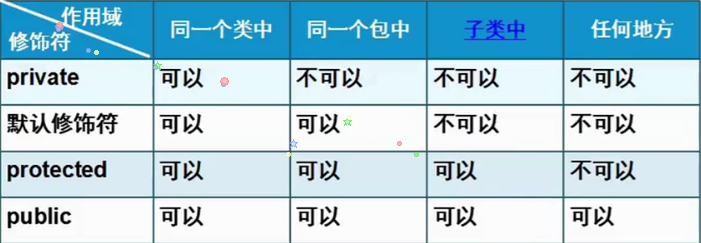 作用域
修饰符 同一个类中 同一个包中 子类中 任何地方
private 可以 不可以 不可以 不可以
默认修饰符 可以 可以 不可以 不可以
protected 可以 可以 可以 不可以
public 可以 可以 可以 可以